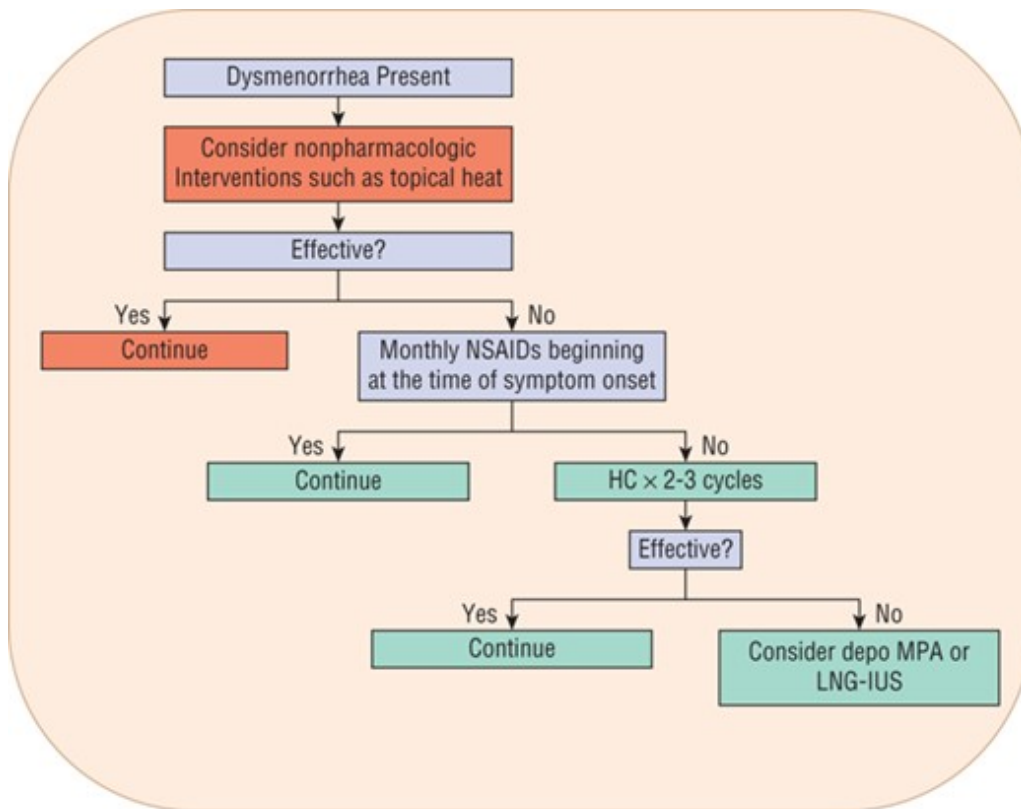 Dysmenorrhea Present
Consider nonpharmacologic
Interventions such as topical heat
Effective?
Yes
No
Continue
Monthly NSAIDs beginning
at the time of symptom onset
Yes
No
Continue
HC × 2-3 cycles
Effective?
Yes
No
Continue
Consider depo MPA or
LNG-IUS